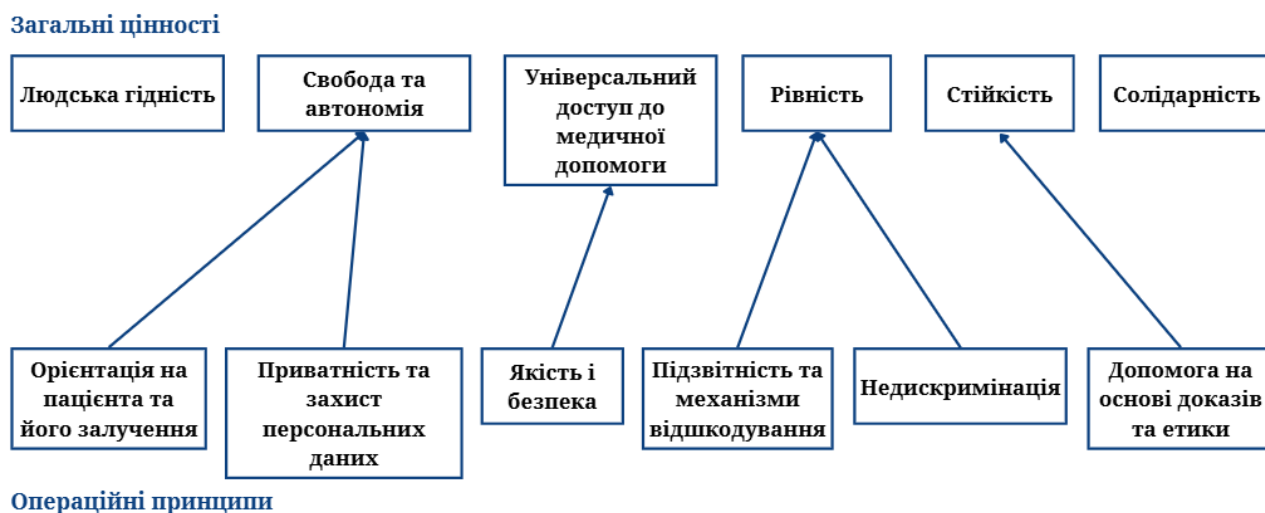 Загальні цінності
Людська гідність
Свобода та
автономія
Універсальний
доступ до
медичної
допомоги
Рівність
Стійкість
Солідарність
Орієнтація на
пацієнта та
його залучення
Приватність та
захист
персональних
даних
Якість і
безпека
Підзвітність та
механізми
відшкодування
Недискримінація
Допомога на
основі доказів
та етики
Операційні принципи